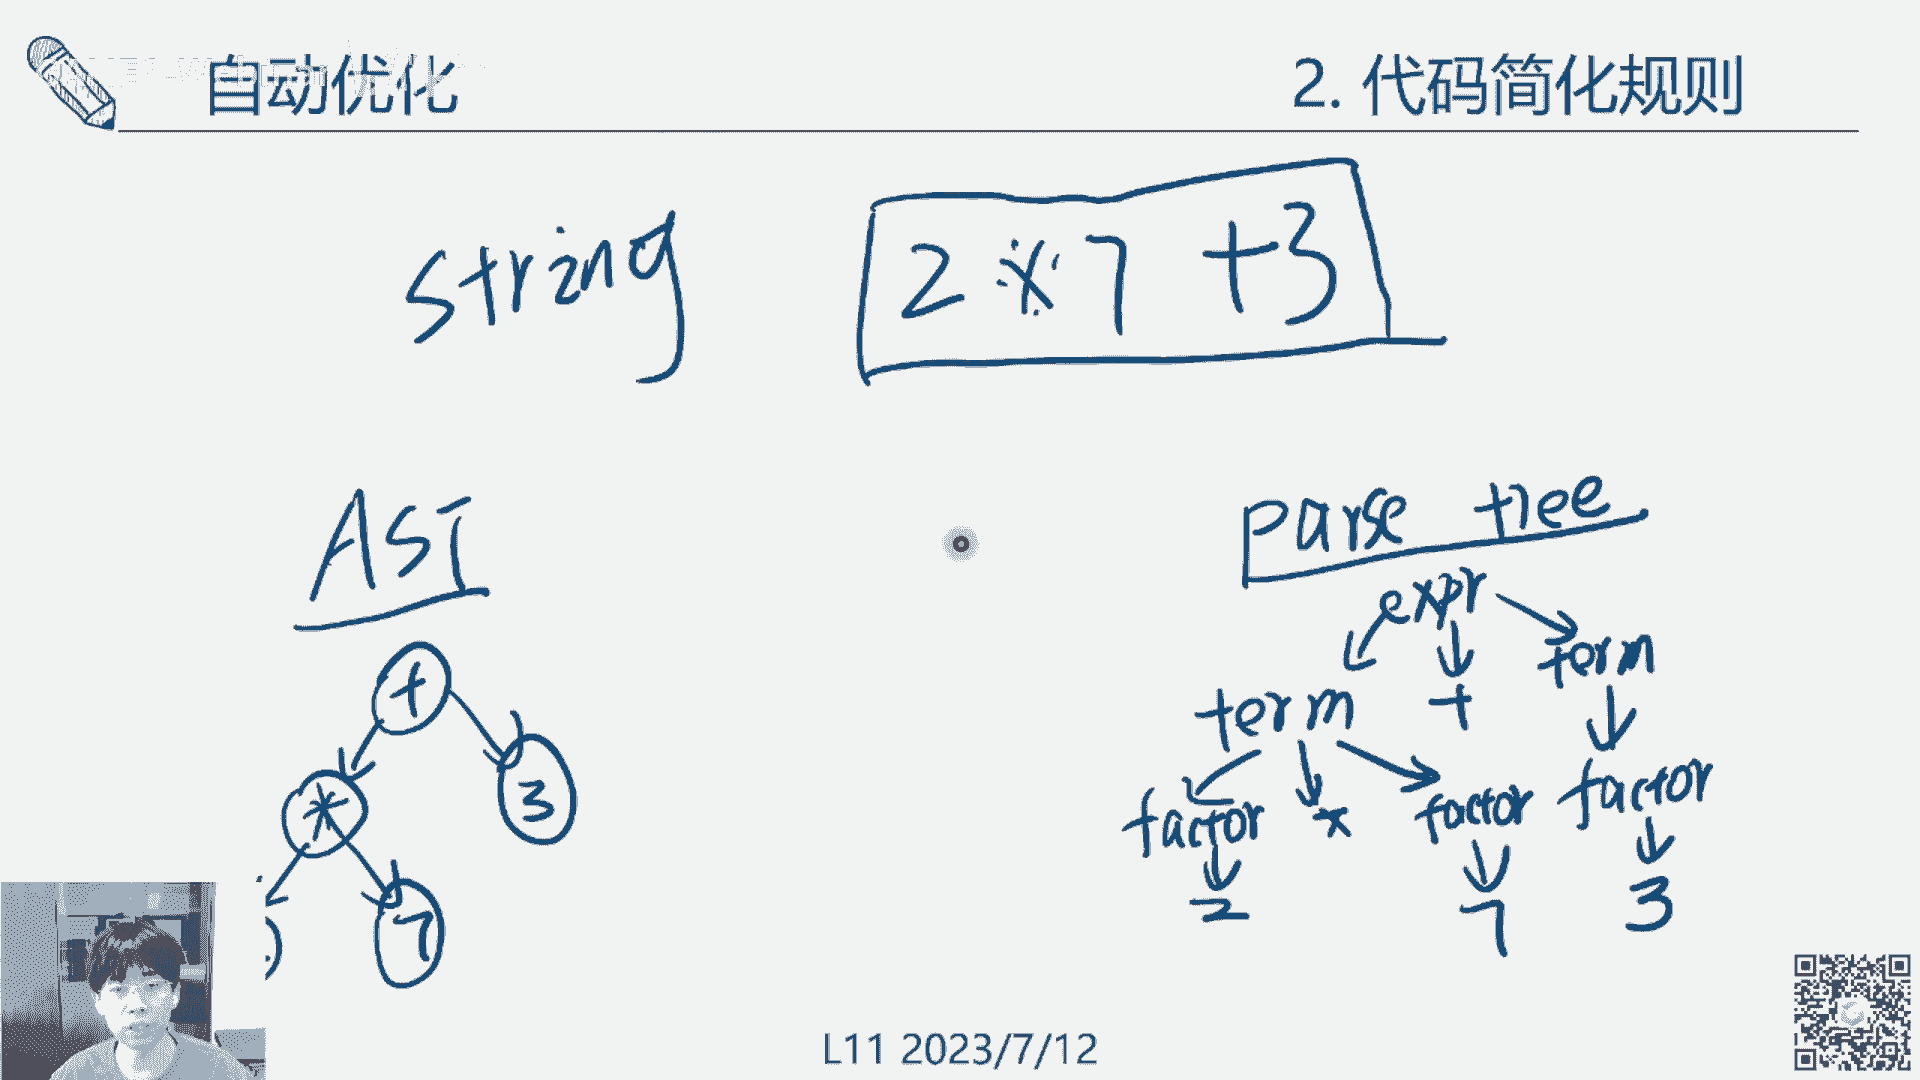 自动优化
2. 代码简化规则
string
2 * 7 + 3
AST
parse tree
+
expr
* 3
term + term
7
factor * factor factor
2 7 3
L11 2023/7/12